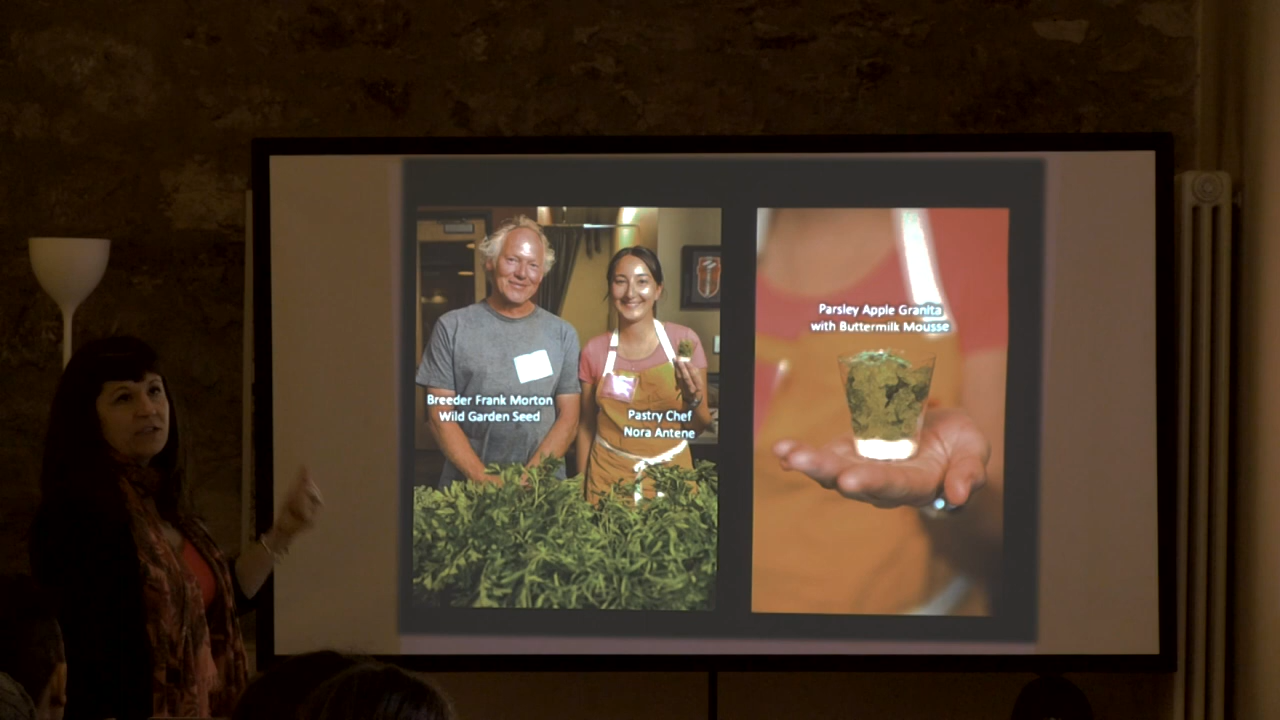 Breeder Frank Morton
Wild Garden Seed
Pastry Chef
Nora Antene
Parsley Apple Granita
with Buttermilk Mousse